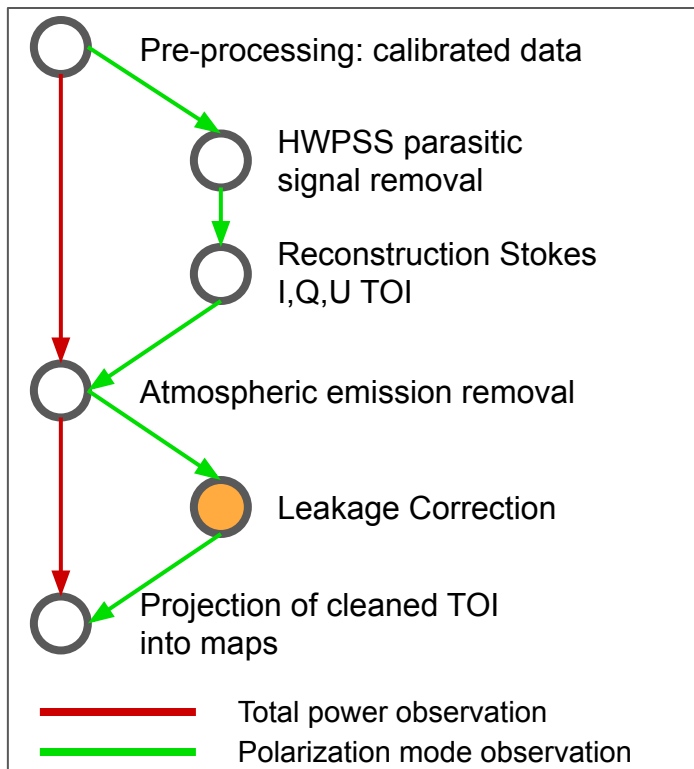 Pre-processing: calibrated data
HWPSS parasitic
signal removal
Reconstruction Stokes
I,Q,U TOI
Atmospheric emission removal
Leakage Correction
Projection of cleaned TOI
into maps
Total power observation
Polarization mode observation